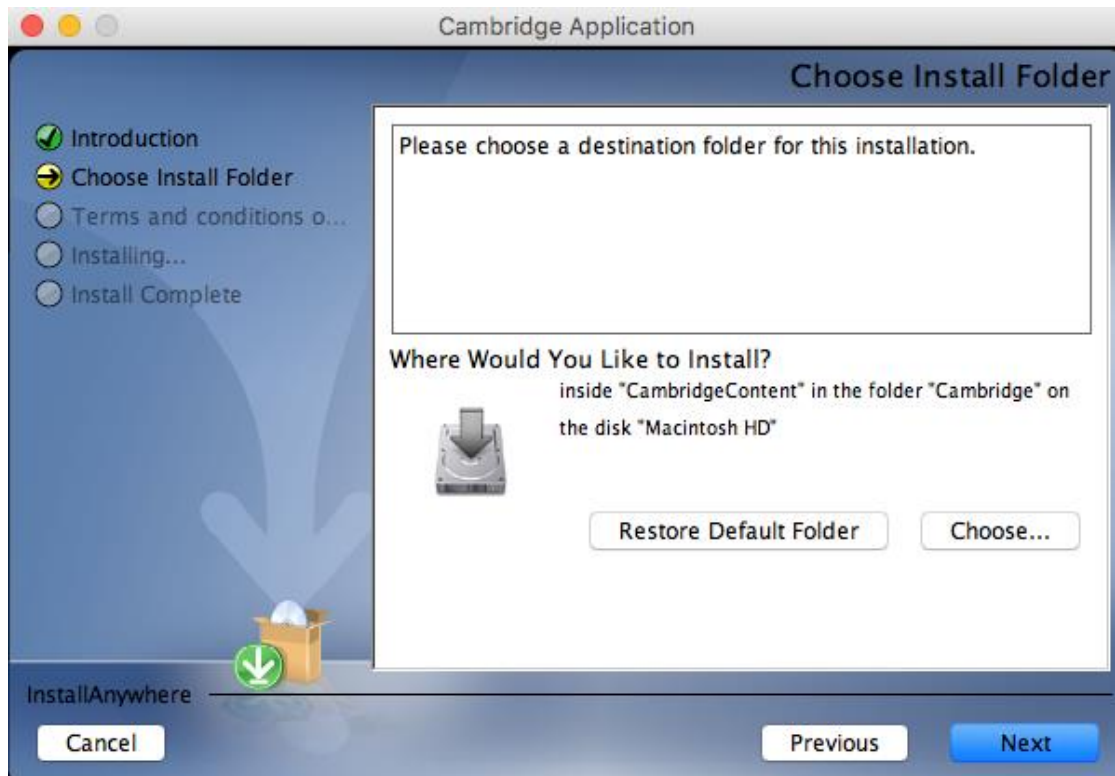 Cambridge Application
Choose Install Folder
Introduction
Choose Install Folder
Terms and conditions o...
Installing...
Install Complete
Please choose a destination folder for this installation.
Where Would You Like to Install?
inside "CambridgeContent" in the folder "Cambridge" on
the disk "Macintosh HD"
Restore Default Folder
Choose...
InstallAnywhere
Cancel
Previous
Next